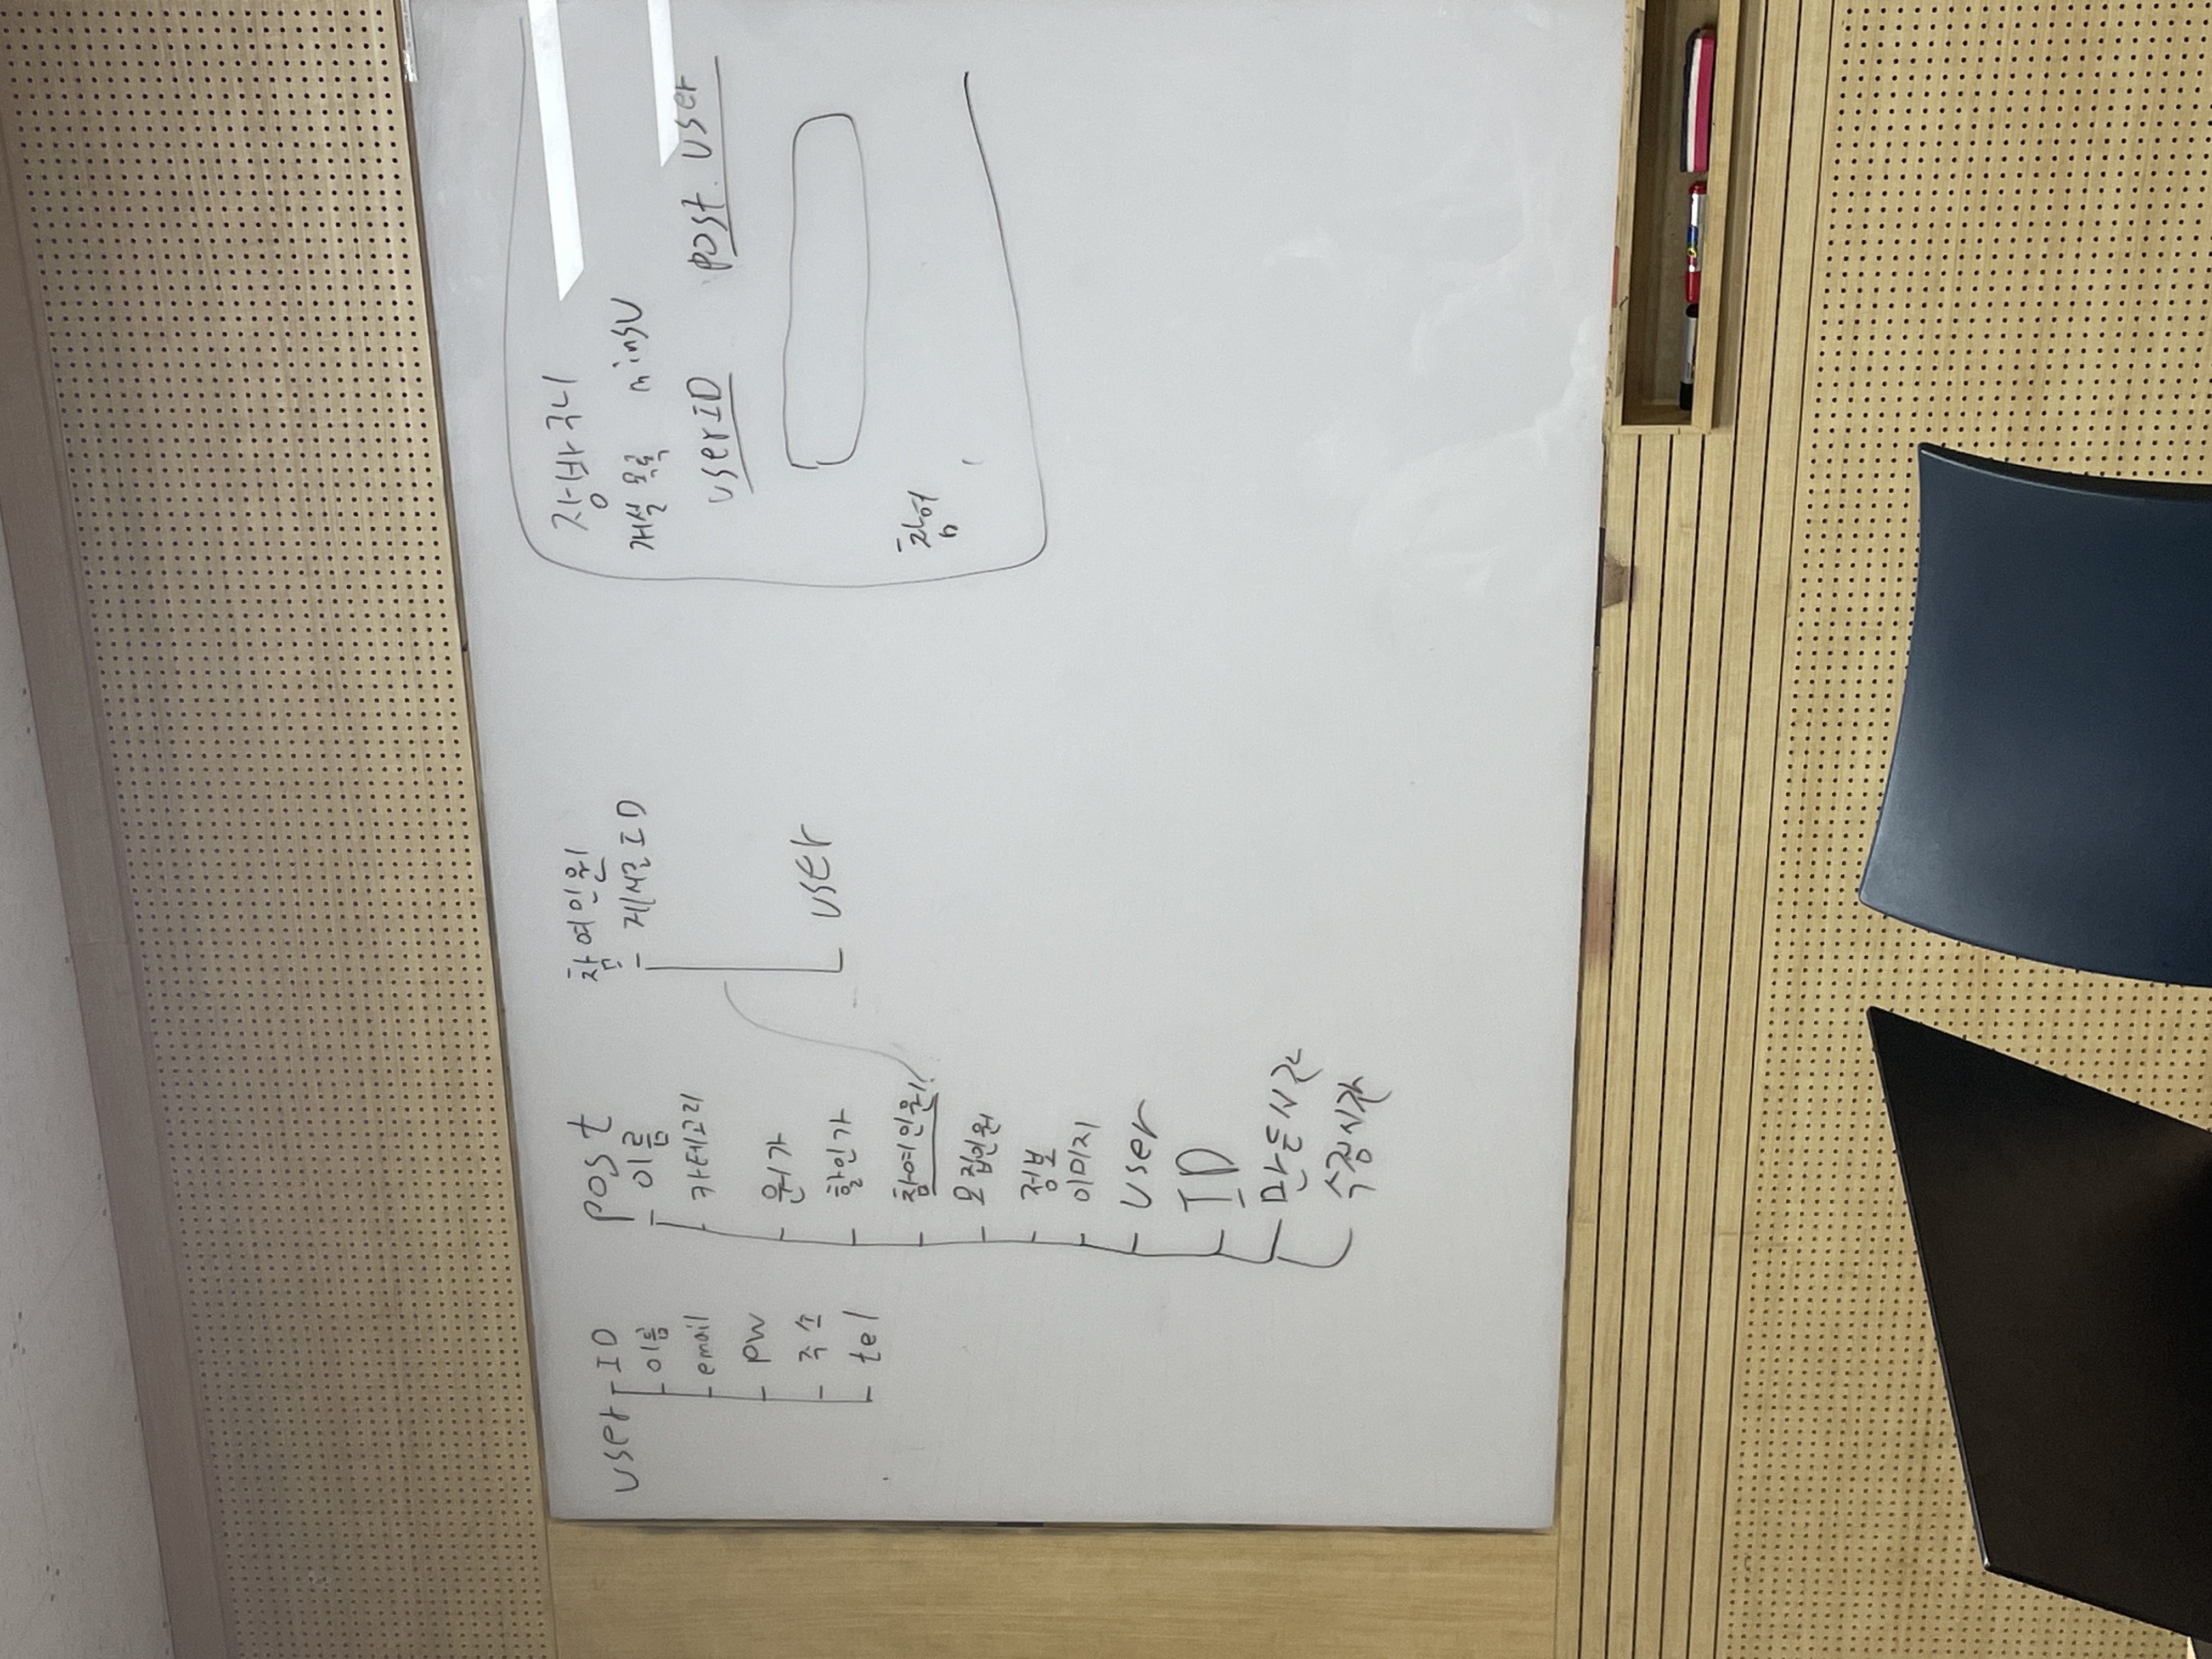 user ID
이름
email
PW
주소
tel
post
이름
카테고리
원가
할인가
참여인원
모집인원
정보
이미지
user
ID
만든시간
수정시간
참여인원
게시글ID
user
장바구니
개설 목록 minsu
userID post.user
참여